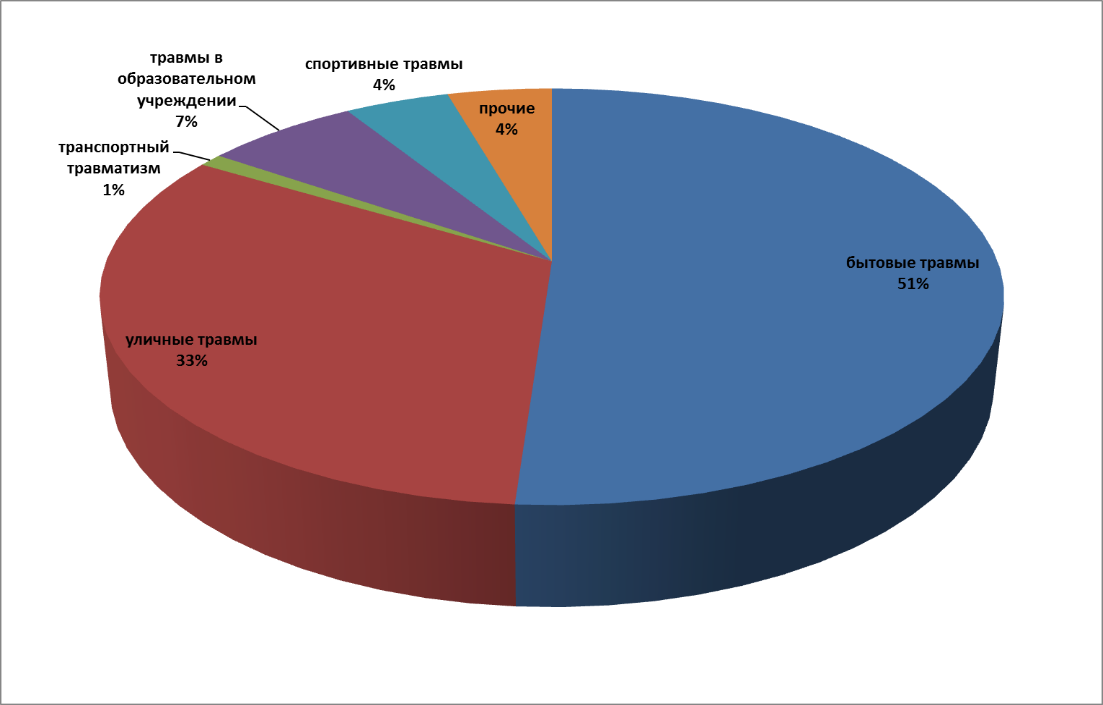 травмы в
образовательном
учреждении
7%
спортивные травмы
4%
прочие
4%
транспортный
травматизм
1%
бытовые травмы
51%
уличные травмы
33%